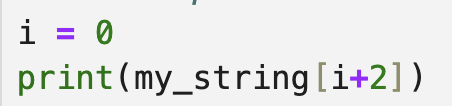 i = 0
print(my_string[i+2])